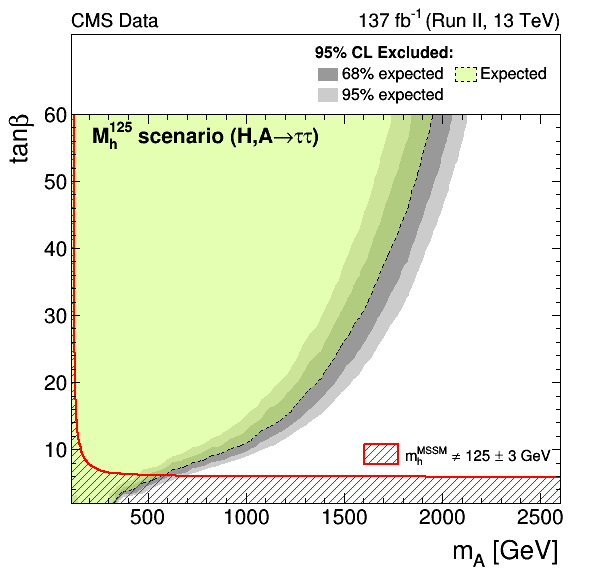 CMS Data 137 fb⁻¹ (Run II, 13 TeV)
95% CL Excluded:
68% expected Expected
95% expected
M_h^125 scenario (H,A→ττ)
tanβ
60
50
40
30
20
10
m_h^MSSM ≠ 125 ± 3 GeV
500 1000 1500 2000 2500
m_A [GeV]